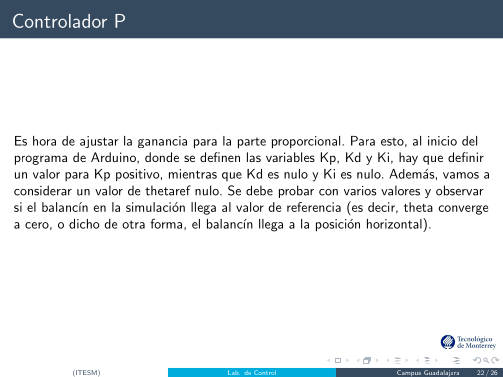 Controlador P
Es hora de ajustar la ganancia para la parte proporcional. Para esto, al inicio del
programa de Arduino, donde se definen las variables Kp, Kd y Ki, hay que definir
un valor para Kp positivo, mientras que Kd es nulo y Ki es nulo. Además, vamos a
considerar un valor de thetaref nulo. Se debe probar con varios valores y observar
si el balancín en la simulación llega al valor de referencia (es decir, theta converge
a cero, o dicho de otra forma, el balancín llega a la posición horizontal).
Tecnológico
de Monterrey
(ITESM) Lab. de Control Campus Guadalajara 22 / 26